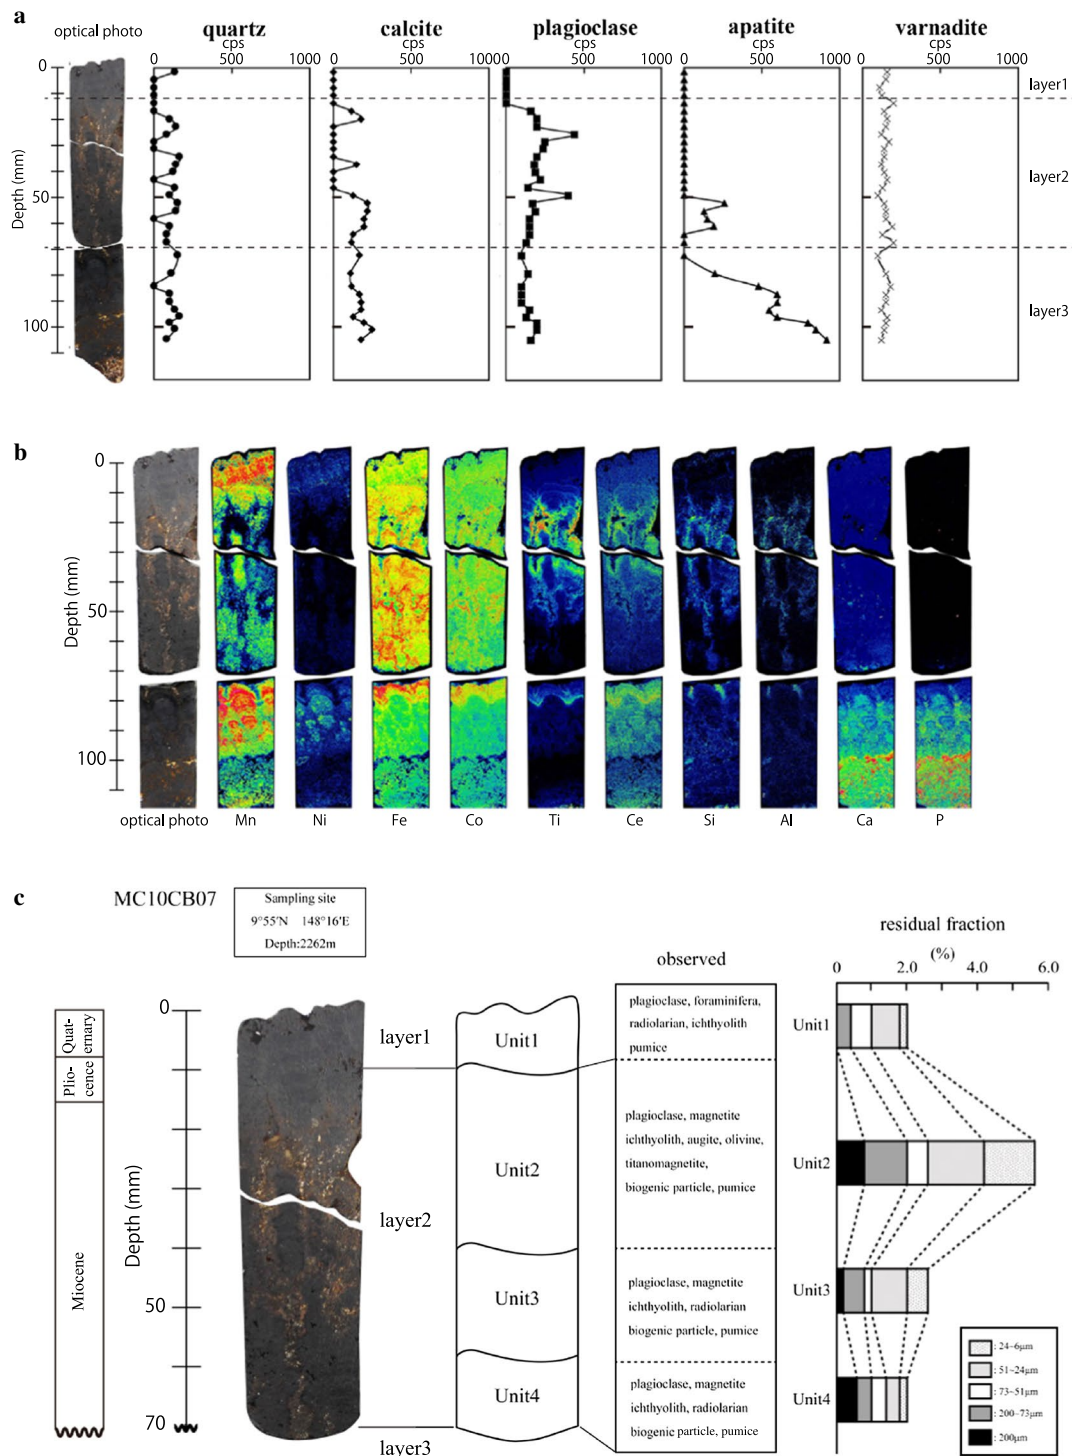 a
optical photo
quartz
calcite
plagioclase
apatite
varnadite
cps
cps
cps
cps
cps
0 500 1000
0 500 1000
0 500 1000
0 500 1000
0 500 1000
0
50
100
Depth (mm)
layer1
layer2
layer3
b
0
50
100
Depth (mm)
optical photo Mn Ni Fe Co Ti Ce Si Al Ca P
c
MC10CB07
Sampling site
9°55'N 148°16'E
Depth:2262m
Quat-
ernary
Plio-
cence
Miocene
0
50
70
Depth (mm)
layer1
layer2
layer3
Unit1
Unit2
Unit3
Unit4
observed
plagioclase, foraminifera,
radiolarian, ichthyolith
pumice
plagioclase, magnetite
ichthyolith, augite, olivine,
titanomagnetite,
biogenic particle, pumice
plagioclase, magnetite
ichthyolith, radiolarian
biogenic particle, pumice
plagioclase, magnetite
ichthyolith, radiolarian
biogenic particle, pumice
residual fraction
(%)
0 2.0 4.0 6.0
Unit1
Unit2
Unit3
Unit4
: 24~6μm
: 51~24μm
: 73~51μm
: 200~73μm
: 200μm